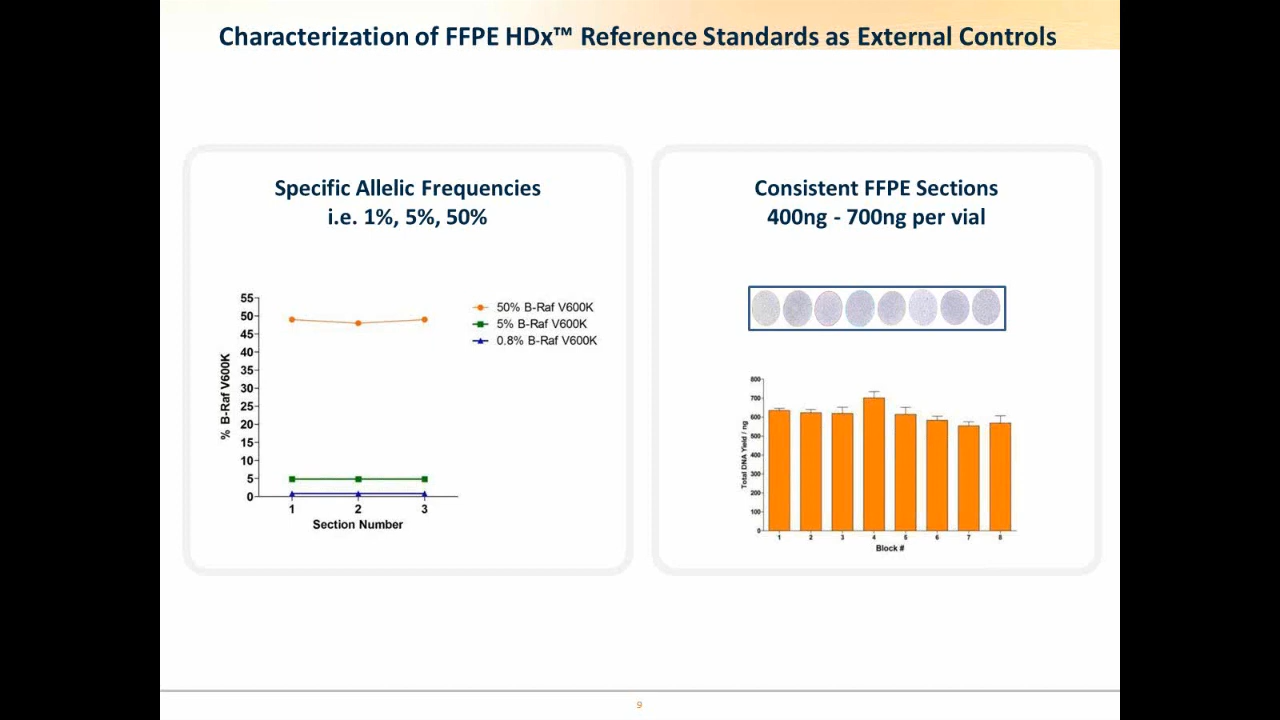 Characterization of FFPE HDx™ Reference Standards as External Controls
Specific Allelic Frequencies
i.e. 1%, 5%, 50%
55
50
45
40
35
30
25
20
15
10
5
0
% B-Raf V600K
1 2 3
Section Number
50% B-Raf V600K
5% B-Raf V600K
0.8% B-Raf V600K
Consistent FFPE Sections
400ng - 700ng per vial
800
700
600
500
400
300
200
100
0
Total DNA Yield / ng
1 2 3 4 5 6 7 8
Block #
9